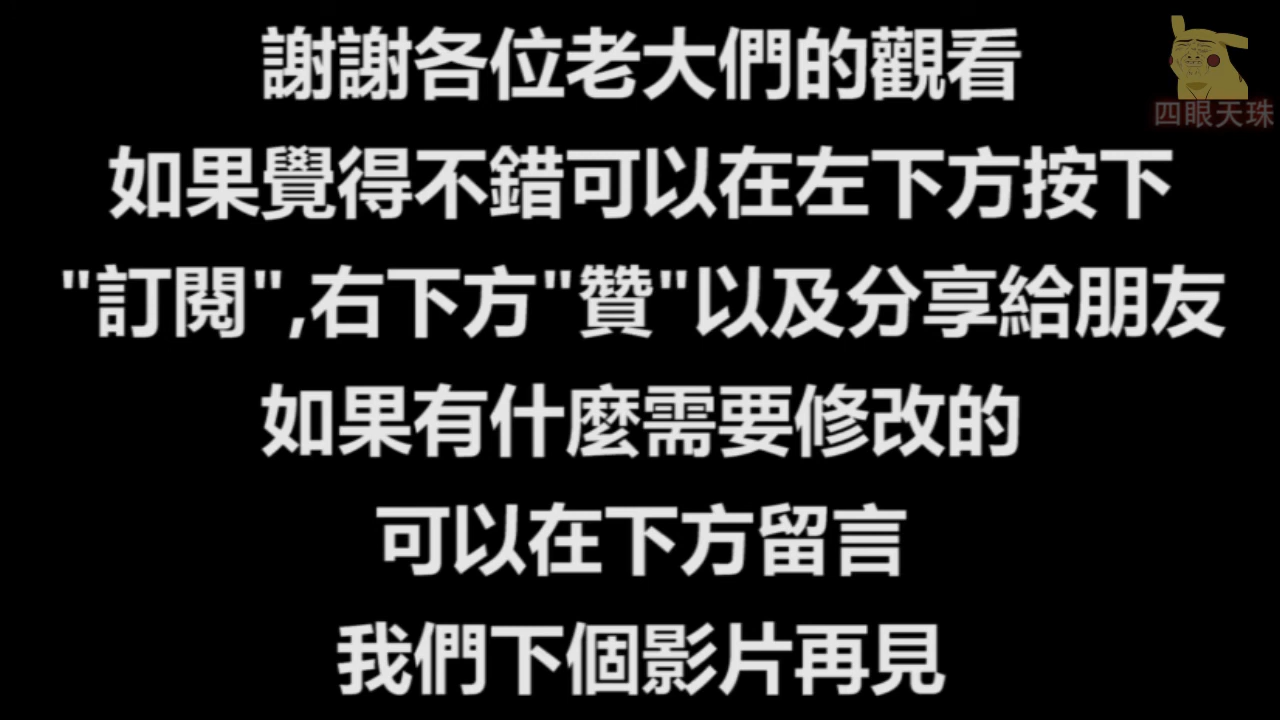 謝謝各位老大們的觀看
四眼天珠
如果覺得不錯可以在左下方按下
"訂閱",右下方"贊"以及分享給朋友
如果有什麼需要修改的
可以在下方留言
我們下個影片再見